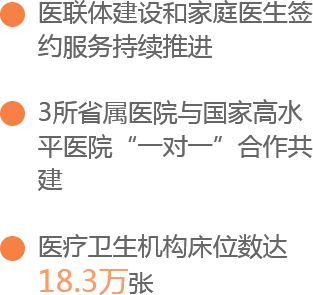 医联体建设和家庭医生签
约服务持续推进
3所省属医院与国家高水
平医院“一对一”合作共
建
医疗卫生机构床位数达
18.3万张